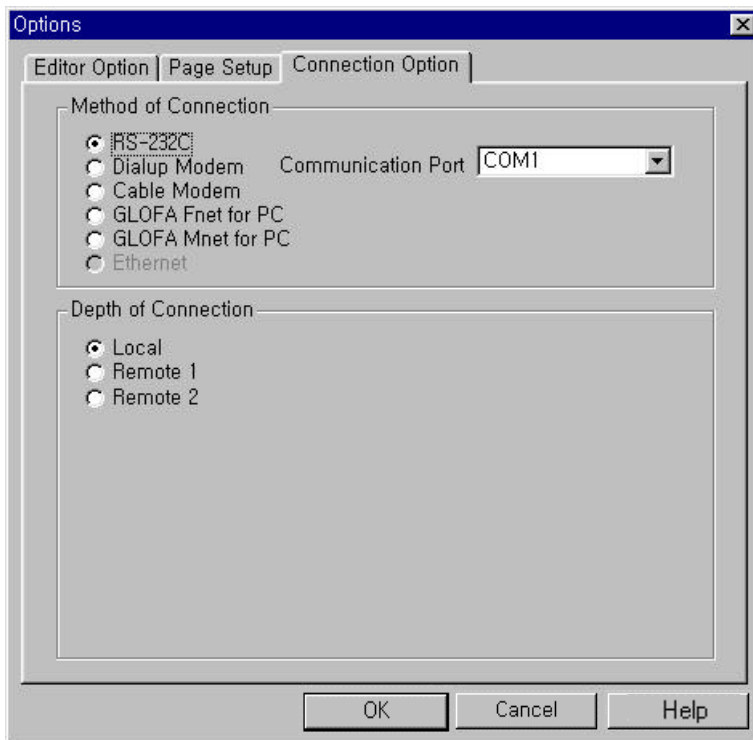 Options
Editor Option Page Setup Connection Option
Method of Connection
RS-232C
Dialup Modem Communication Port COM1
Cable Modem
GLOFA Fnet for PC
GLOFA Mnet for PC
Ethernet
Depth of Connection
Local
Remote 1
Remote 2
OK Cancel Help